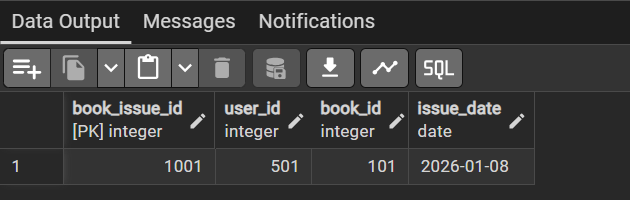 Data Output Messages Notifications
SQL
book_issue_id user_id book_id issue_date
[PK] integer integer integer date
1 1001 501 101 2026-01-08